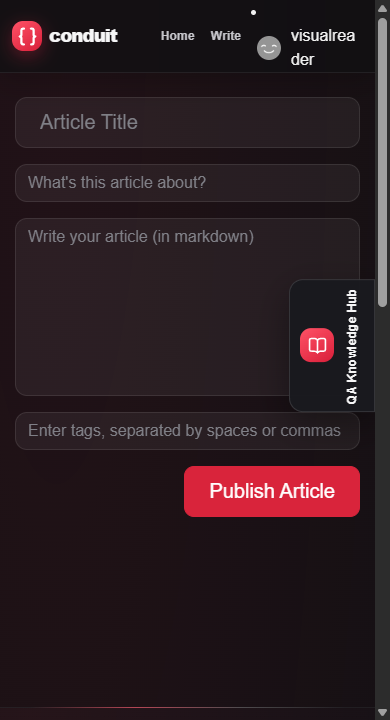 { } conduit
Home Write
visualrea
der
Article Title
What's this article about?
Write your article (in markdown)
QA Knowledge Hub
Enter tags, separated by spaces or commas
Publish Article